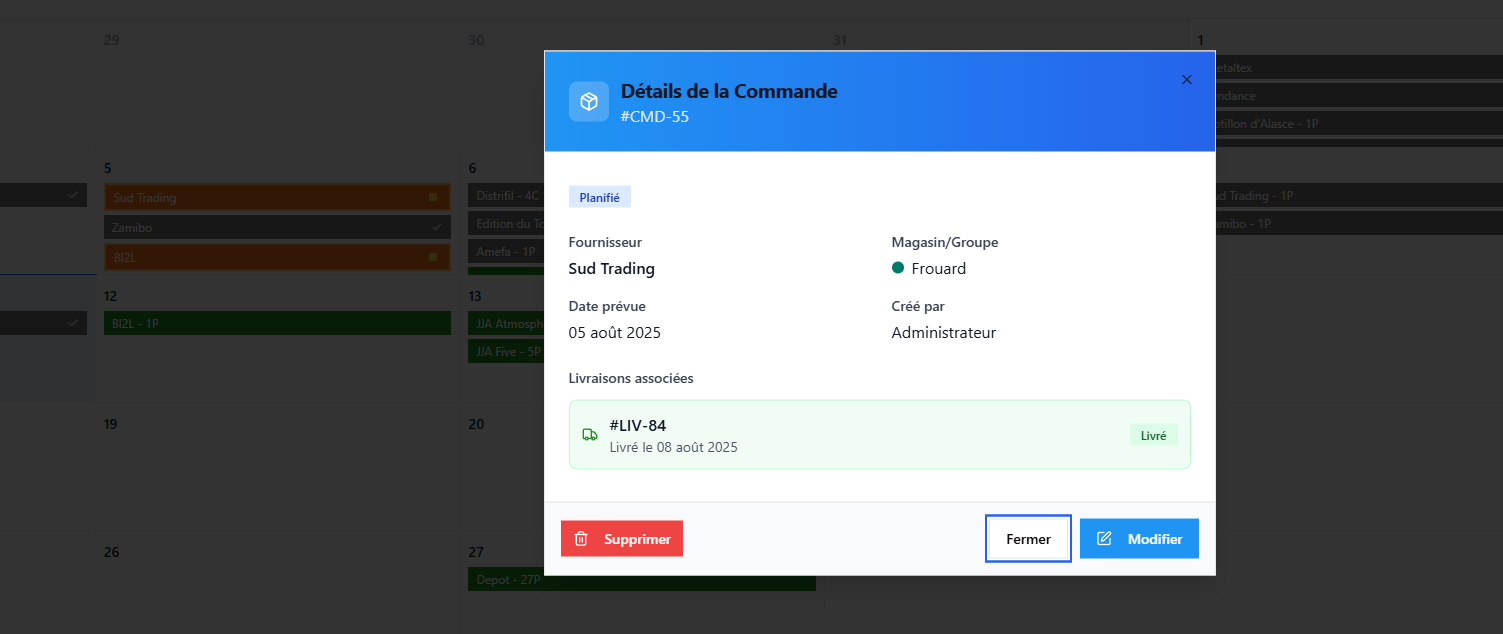 29
30
31
1
Détails de la Commande
#CMD-55
Planifié
Fournisseur
Sud Trading
Magasin/Groupe
Frouard
Date prévue
05 août 2025
Créé par
Administrateur
Livraisons associées
#LIV-84
Livré le 08 août 2025
Livré
Supprimer
Fermer
Modifier
etaltex
ndance
otillon d'Alasce - 1P
5
Sud Trading
Zamibo
BI2L
6
Distrifil - 4C
Edition du To
Amefa - 1P
ud Trading - 1P
amibo - 1P
12
BI2L - 1P
13
JJA Atmosph
JJA Five - 5P
19
20
26
27
Depot - 27P